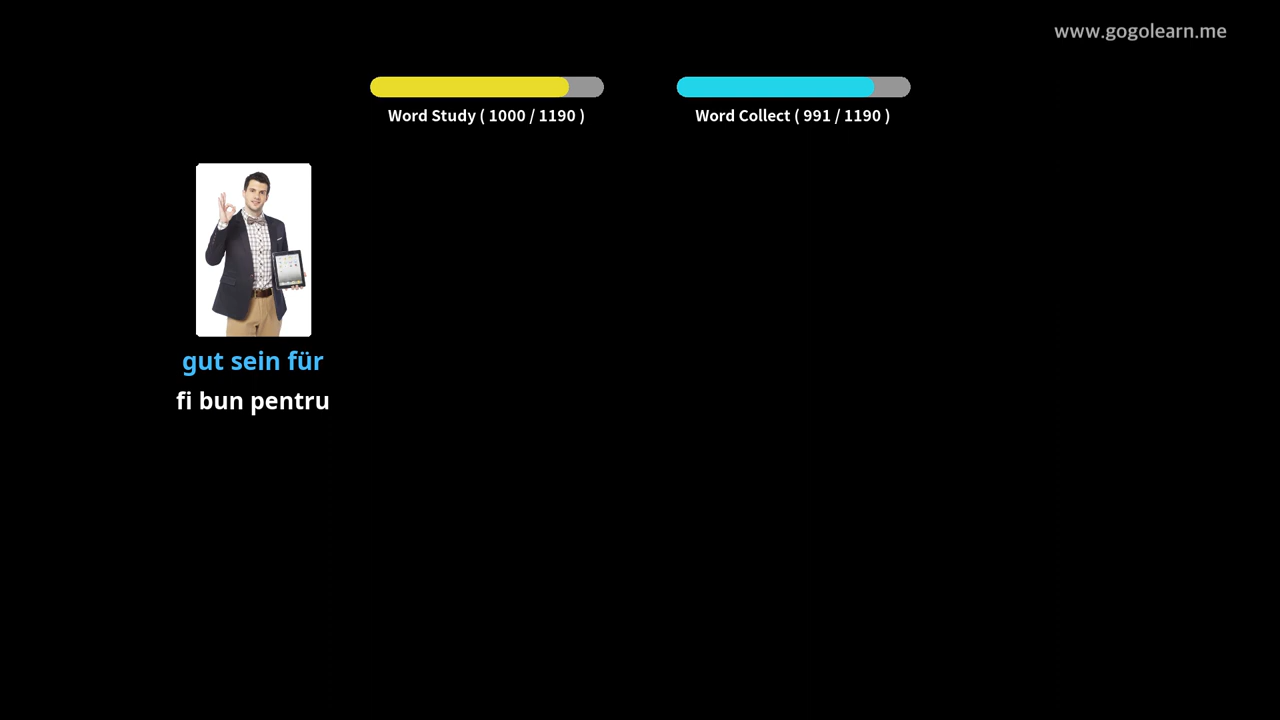 www.gogolearn.me
Word Study ( 1000 / 1190 )
Word Collect ( 991 / 1190 )
gut sein für
fi bun pentru